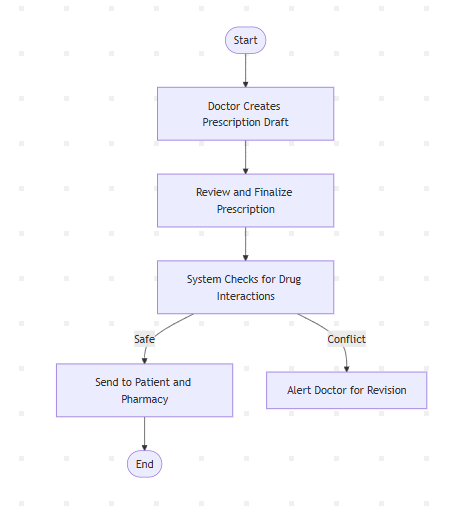 Start
Doctor Creates
Prescription Draft
Review and Finalize
Prescription
System Checks for Drug
Interactions
Safe
Conflict
Send to Patient and
Pharmacy
Alert Doctor for Revision
End